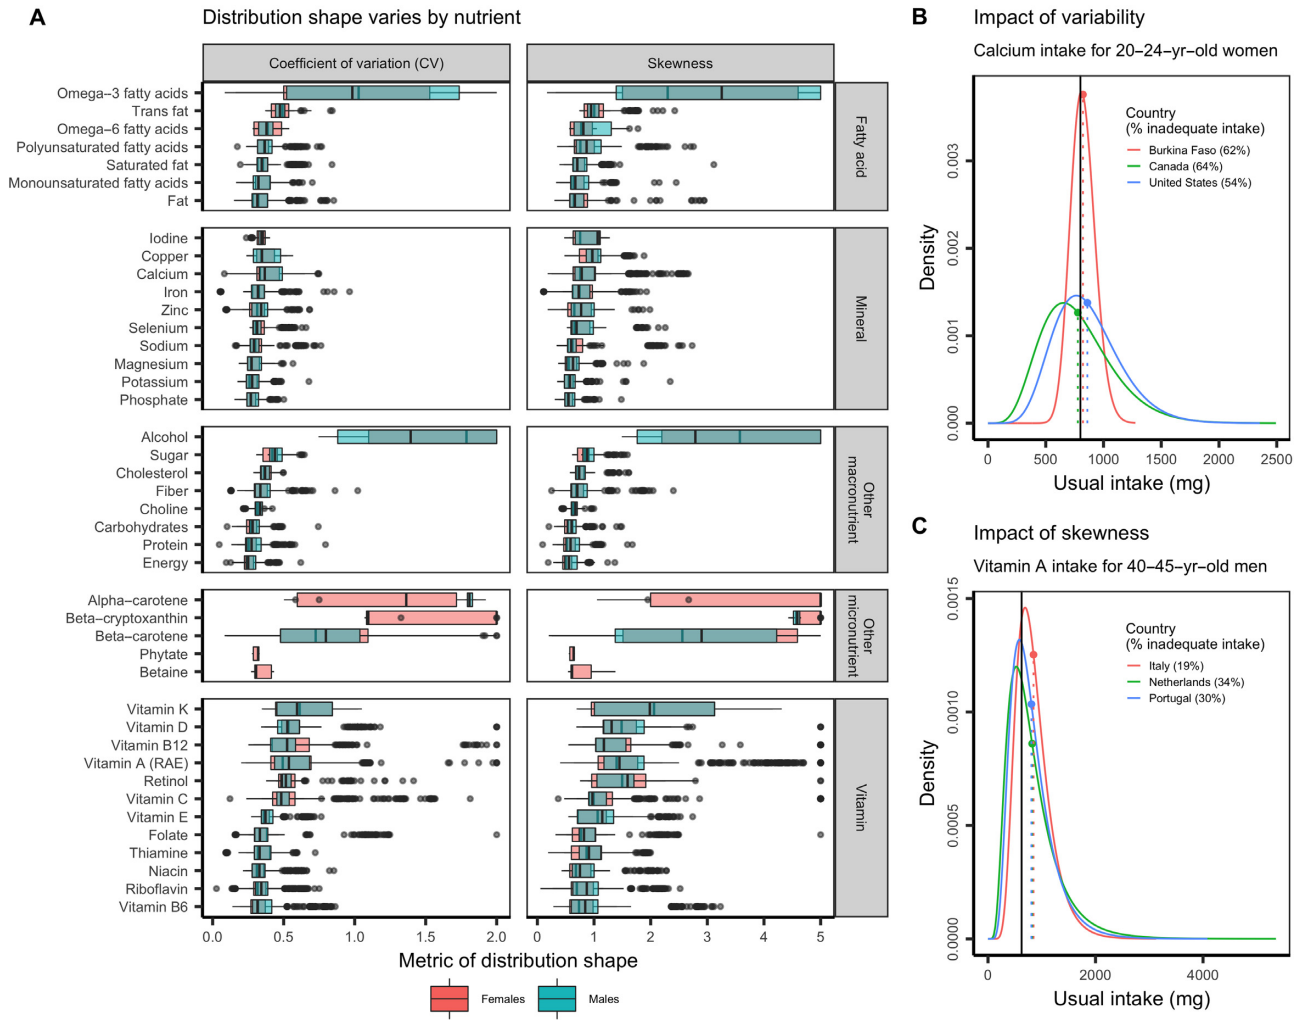 A
Distribution shape varies by nutrient
Coefficient of variation (CV)
Skewness
Omega−3 fatty acids
Trans fat
Omega−6 fatty acids
Polyunsaturated fatty acids
Saturated fat
Monounsaturated fatty acids
Fat
Fatty acid
Iodine
Copper
Calcium
Iron
Zinc
Selenium
Sodium
Magnesium
Potassium
Phosphate
Mineral
Alcohol
Sugar
Cholesterol
Fiber
Choline
Carbohydrates
Protein
Energy
Other
macronutrient
Alpha−carotene
Beta−cryptoxanthin
Beta−carotene
Phytate
Betaine
Other
micronutrient
Vitamin K
Vitamin D
Vitamin B12
Vitamin A (RAE)
Retinol
Vitamin C
Vitamin E
Folate
Thiamine
Niacin
Riboflavin
Vitamin B6
Vitamin
0.0 0.5 1.0 1.5 2.0
0 1 2 3 4 5
Metric of distribution shape
Females Males
B
Impact of variability
Calcium intake for 20−24−yr−old women
Country
(% inadequate intake)
Burkina Faso (62%)
Canada (64%)
United States (54%)
0.003
0.002
0.001
0.000
Density
0 500 1000 1500 2000 2500
Usual intake (mg)
C
Impact of skewness
Vitamin A intake for 40−45−yr−old men
Country
(% inadequate intake)
Italy (19%)
Netherlands (34%)
Portugal (30%)
0.0015
0.0010
0.0005
0.0000
Density
0 2000 4000
Usual intake (mg)